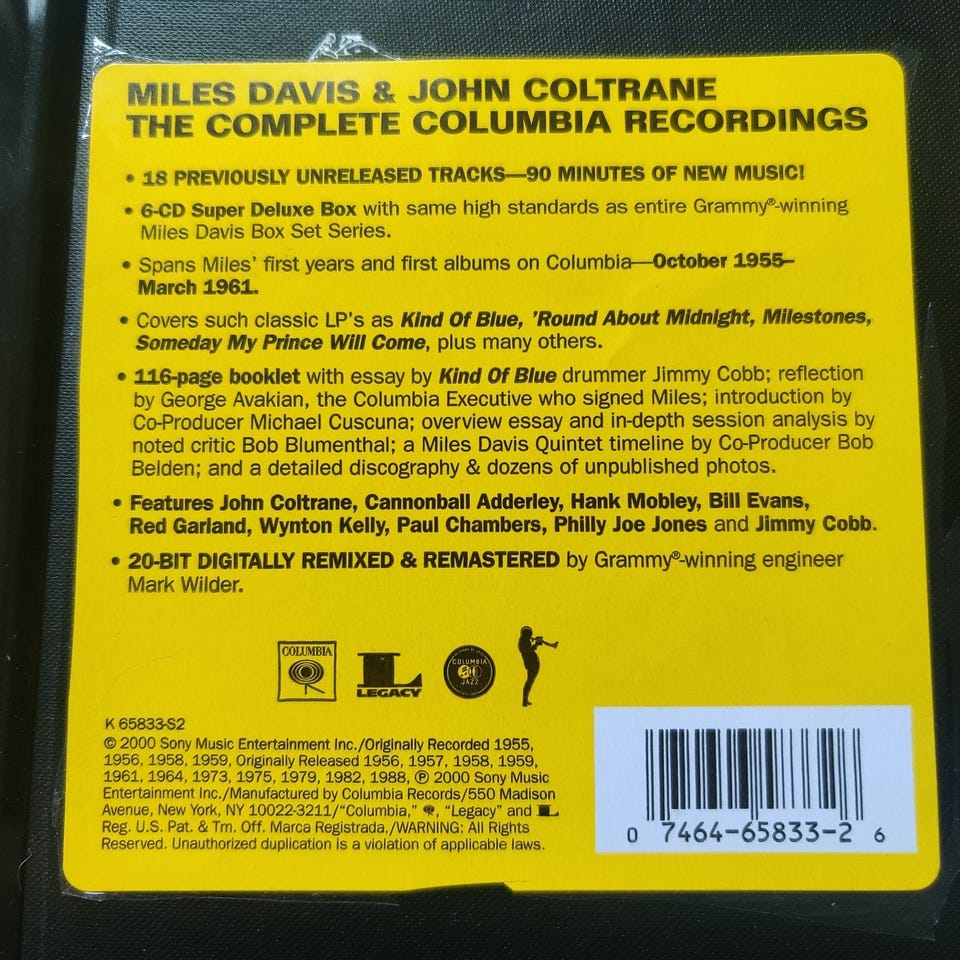 MILES DAVIS & JOHN COLTRANE
THE COMPLETE COLUMBIA RECORDINGS
• 18 PREVIOUSLY UNRELEASED TRACKS—90 MINUTES OF NEW MUSIC!
• 6-CD Super Deluxe Box with same high standards as entire Grammy®-winning
Miles Davis Box Set Series.
• Spans Miles' first years and first albums on Columbia—October 1955–
March 1961.
• Covers such classic LP's as Kind Of Blue, 'Round About Midnight, Milestones,
Someday My Prince Will Come, plus many others.
• 116-page booklet with essay by Kind Of Blue drummer Jimmy Cobb; reflection
by George Avakian, the Columbia Executive who signed Miles; introduction by
Co-Producer Michael Cuscuna; overview essay and in-depth session analysis by
noted critic Bob Blumenthal; a Miles Davis Quintet timeline by Co-Producer Bob
Belden; and a detailed discography & dozens of unpublished photos.
• Features John Coltrane, Cannonball Adderley, Hank Mobley, Bill Evans,
Red Garland, Wynton Kelly, Paul Chambers, Philly Joe Jones and Jimmy Cobb.
• 20-BIT DIGITALLY REMIXED & REMASTERED by Grammy®-winning engineer
Mark Wilder.
COLUMBIA
L
LEGACY
COLUMBIA
JAZZ
K 65833-S2
© 2000 Sony Music Entertainment Inc./Originally Recorded 1955,
1956, 1958, 1959, Originally Released 1956, 1957, 1958, 1959,
1961, 1964, 1973, 1975, 1979, 1982, 1988, ℗ 2000 Sony Music
Entertainment Inc./Manufactured by Columbia Records/550 Madison
Avenue, New York, NY 10022-3211/"Columbia," , "Legacy" and L
Reg. U.S. Pat. & Tm. Off. Marca Registrada./WARNING: All Rights
Reserved. Unauthorized duplication is a violation of applicable laws.
0 7464-65833-2 6